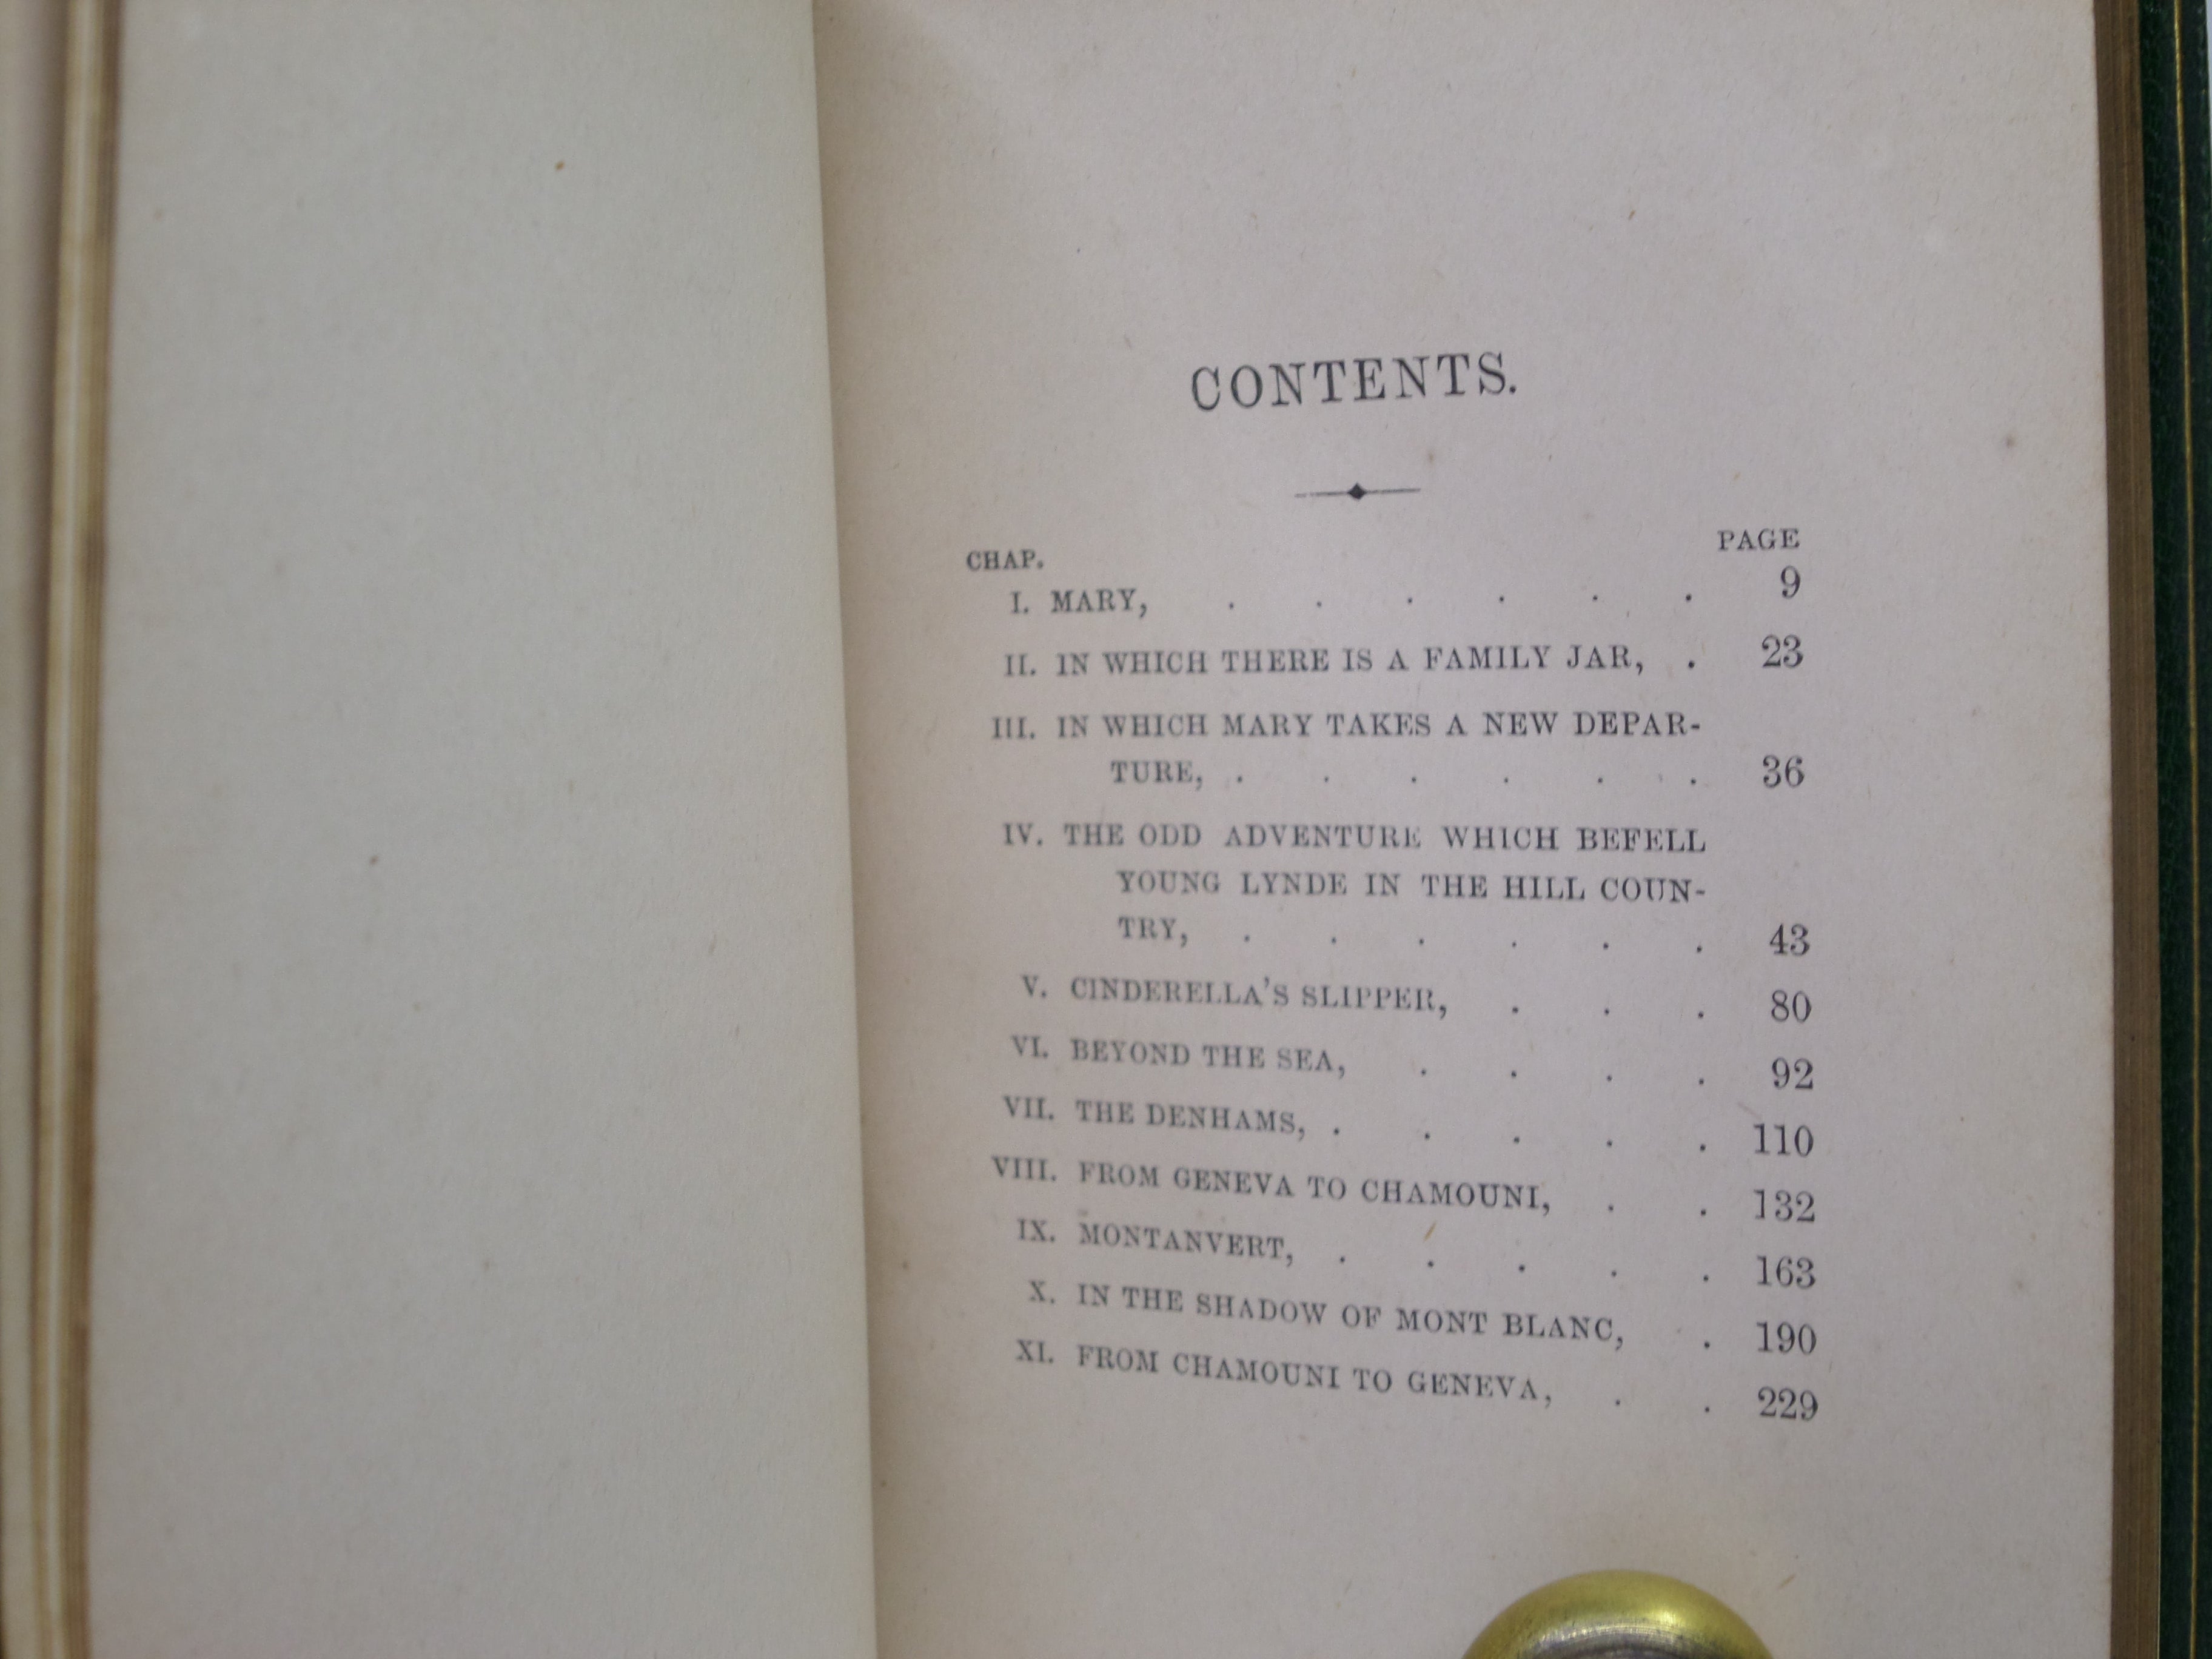 CONTENTS.
CHAP. PAGE
I. MARY, . . . . . . 9
II. IN WHICH THERE IS A FAMILY JAR, . 23
III. IN WHICH MARY TAKES A NEW DEPAR-
TURE, . . . . . . 36
IV. THE ODD ADVENTURE WHICH BEFELL
YOUNG LYNDE IN THE HILL COUN-
TRY, . . . . . . 43
V. CINDERELLA'S SLIPPER, . . . 80
VI. BEYOND THE SEA, . . . . 92
VII. THE DENHAMS, . . . . . 110
VIII. FROM GENEVA TO CHAMOUNI, . . 132
IX. MONTANVERT, . . . . . 163
X. IN THE SHADOW OF MONT BLANC, . 190
XI. FROM CHAMOUNI TO GENEVA, . . 229